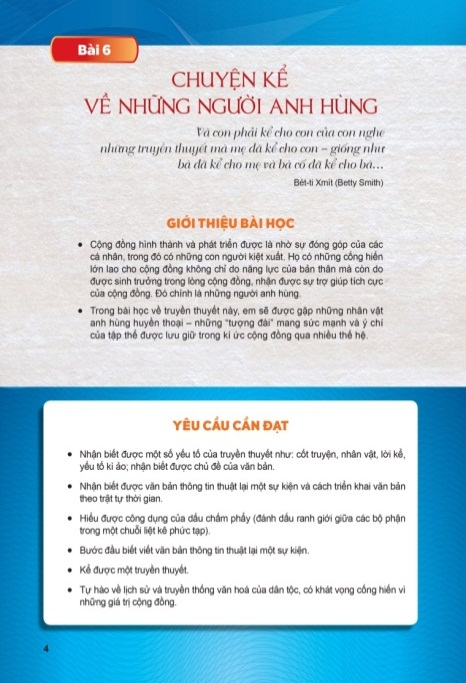 Bài 6
CHUYỆN KỂ
VỀ NHỮNG NGƯỜI ANH HÙNG
Và con phải kể cho con của con nghe
những truyền thuyết mà mẹ đã kể cho con – giống như
bà đã kể cho mẹ và bà cố đã kể cho bà...
Bét-ti Xmit (Betty Smith)
GIỚI THIỆU BÀI HỌC
• Cộng đồng hình thành và phát triển được là nhờ sự đóng góp của các
cá nhân, trong đó có những con người kiệt xuất. Họ có những cống hiến
lớn lao cho cộng đồng không chỉ do năng lực của bản thân mà còn do
được sinh trưởng trong lòng cộng đồng, nhận được sự trợ giúp tích cực
của cộng đồng. Đó chính là những người anh hùng.
• Trong bài học về truyền thuyết này, em sẽ được gặp những nhân vật
anh hùng huyền thoại – những "tượng đài" mang sức mạnh và ý chí
của tập thể được lưu giữ trong kí ức cộng đồng qua nhiều thế hệ.
YÊU CẦU CẦN ĐẠT
• Nhận biết được một số yếu tố của truyền thuyết như: cốt truyện, nhân vật, lời kể,
yếu tố kì ảo; nhận biết được chủ đề của văn bản.
• Nhận biết được văn bản thông tin thuật lại một sự kiện và cách triển khai văn bản
theo trật tự thời gian.
• Hiểu được công dụng của dấu chấm phẩy (đánh dấu ranh giới giữa các bộ phận
trong một chuỗi liệt kê phức tạp).
• Bước đầu biết viết văn bản thông tin thuật lại một sự kiện.
• Kể được một truyền thuyết.
• Tự hào về lịch sử và truyền thống văn hoá của dân tộc, có khát vọng cống hiến vì
những giá trị cộng đồng.
4